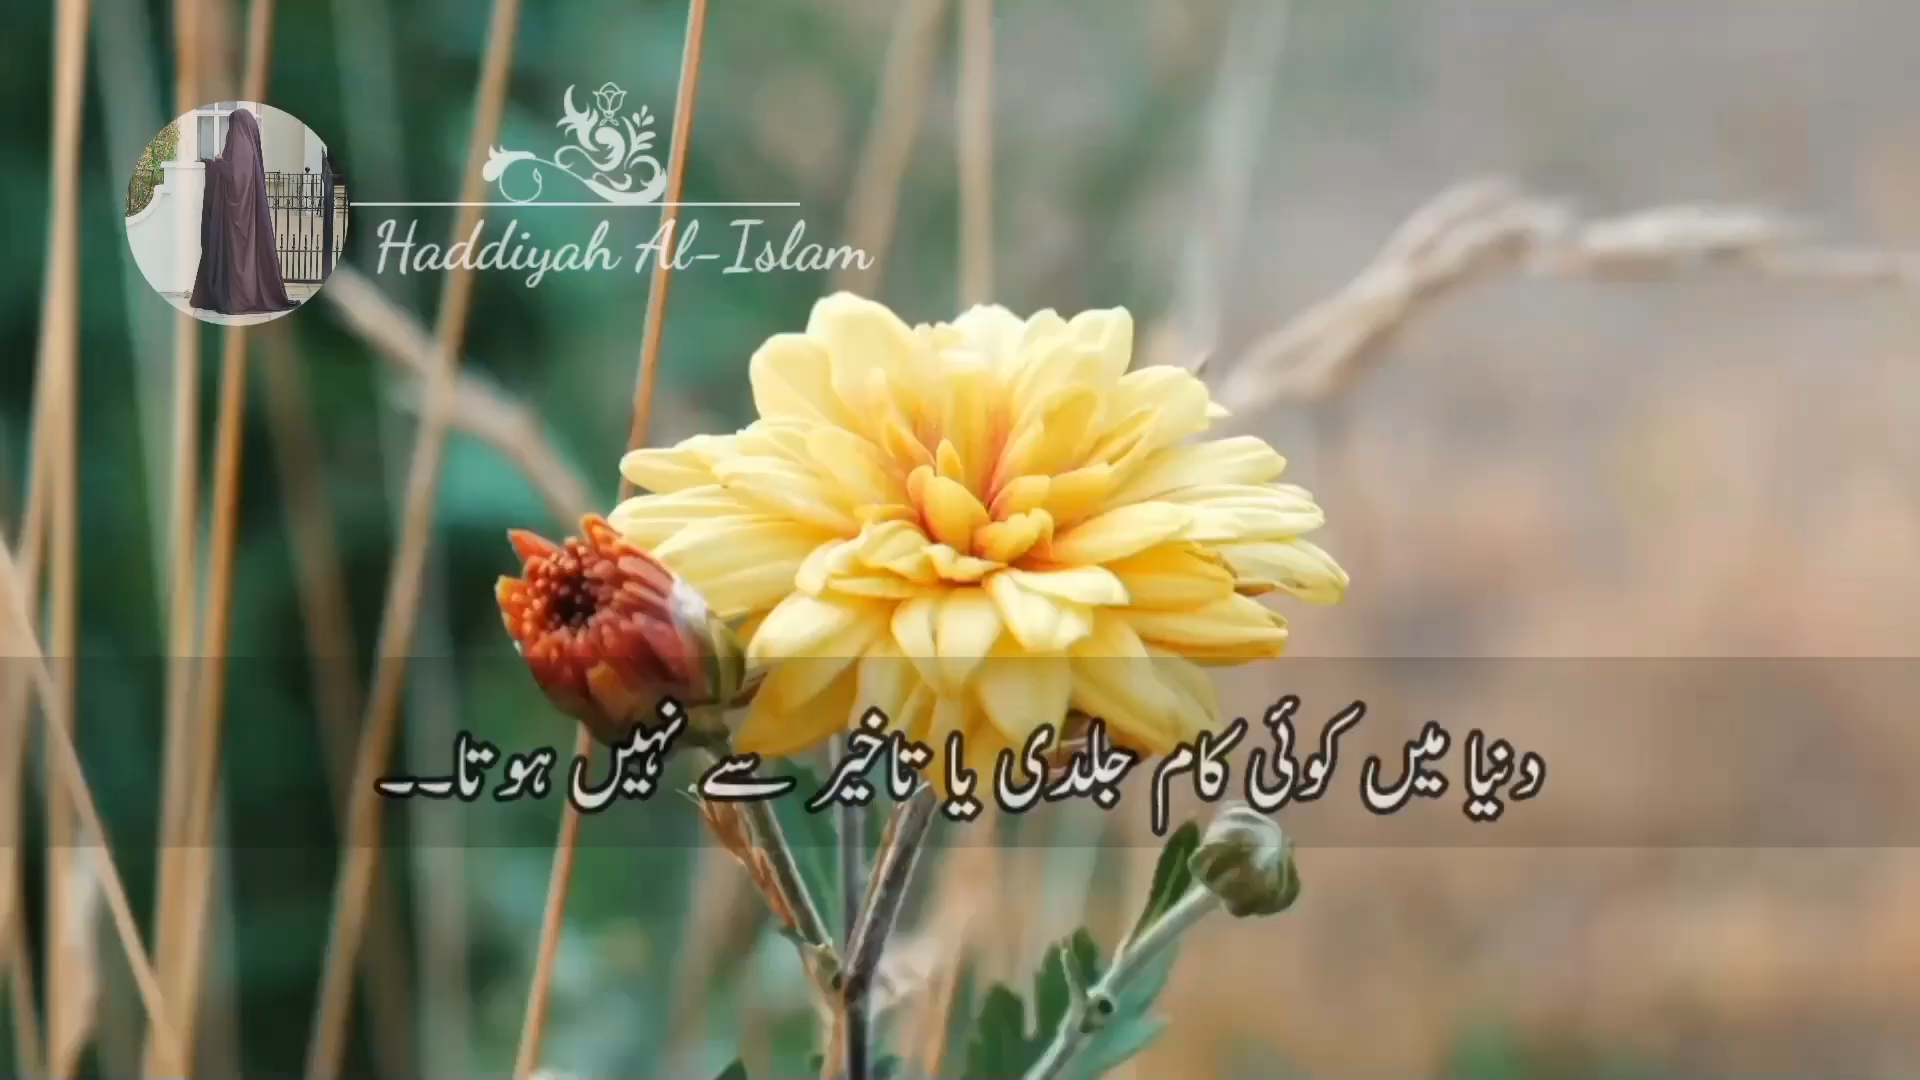 Haddiyah Al-Islam
دنیا میں کوئی کام جلدی یا تاخیر سے نہیں ہوتا۔۔